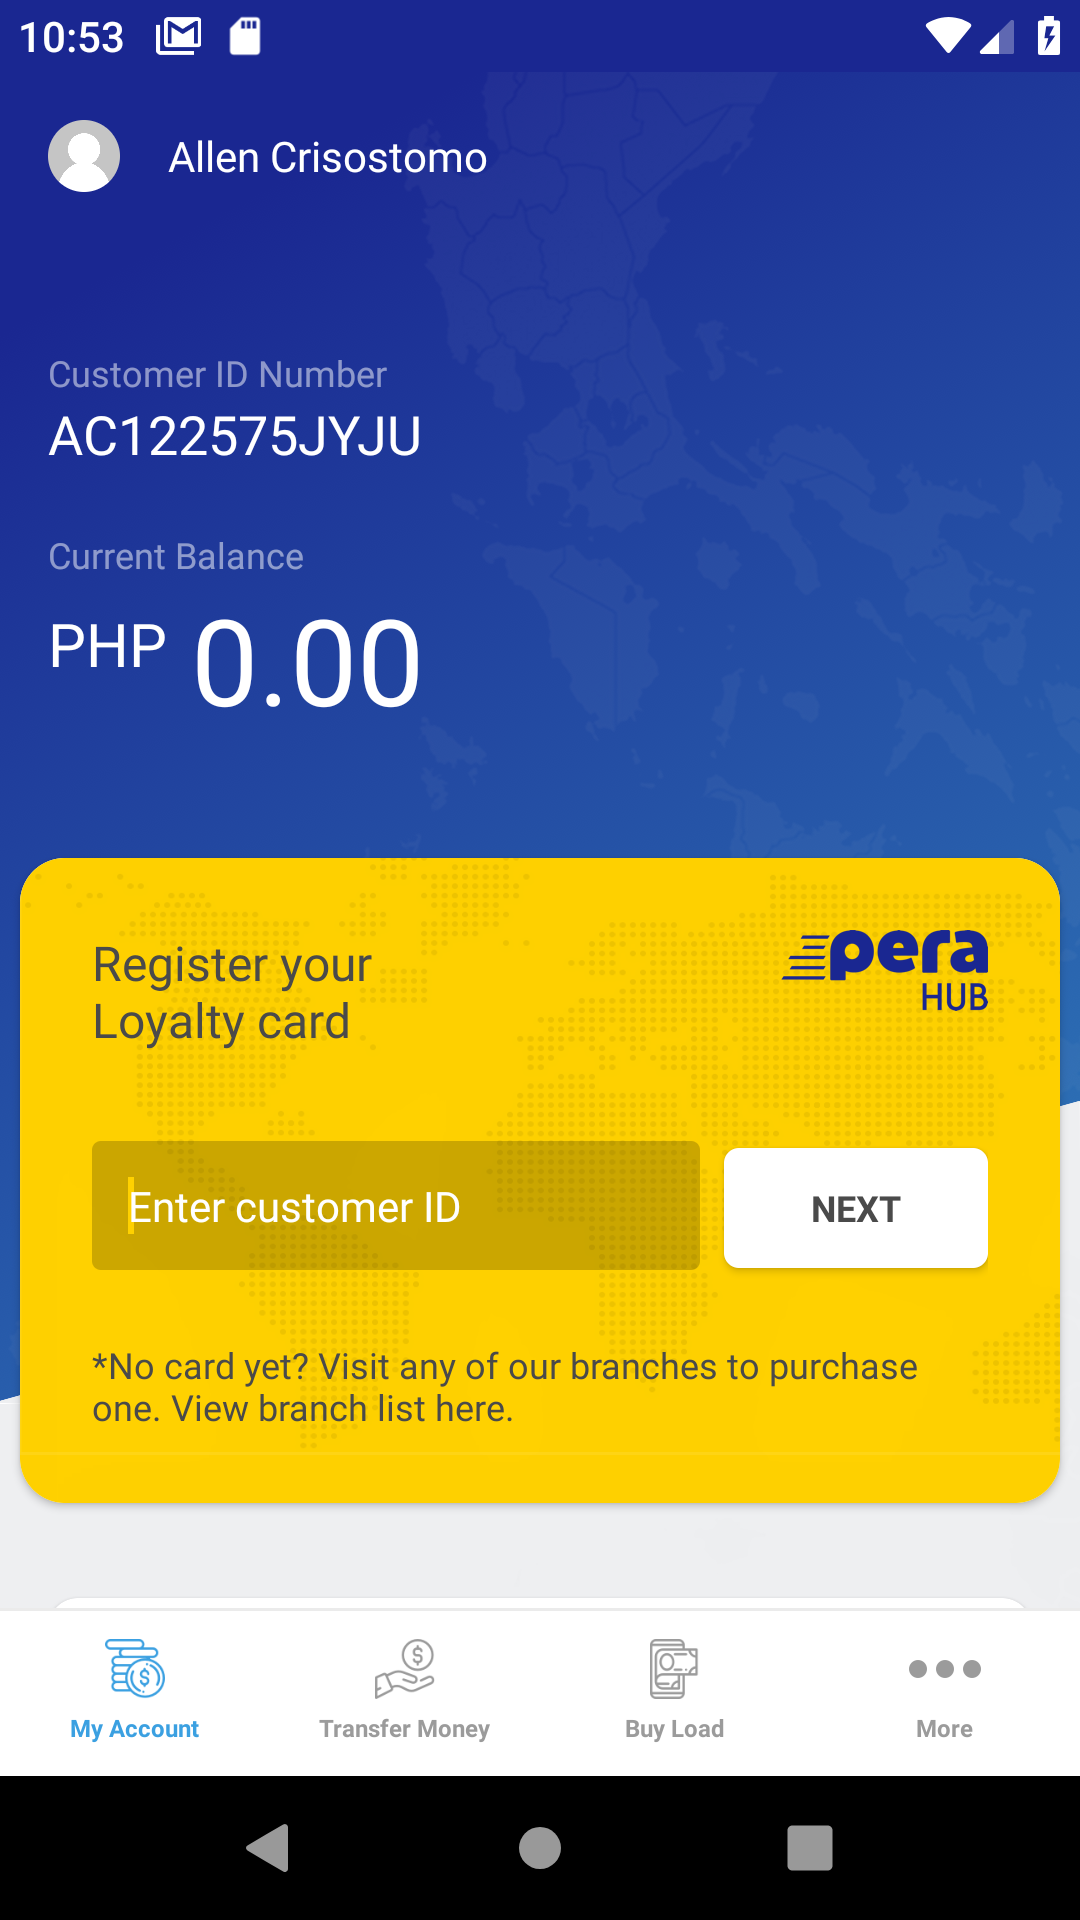 10:53
Allen Crisostomo
Customer ID Number
AC122575JYJU
Current Balance
PHP 0.00
Register your
Loyalty card
pera
HUB
Enter customer ID
NEXT
*No card yet? Visit any of our branches to purchase
one. View branch list here.
My Account
Transfer Money
Buy Load
More